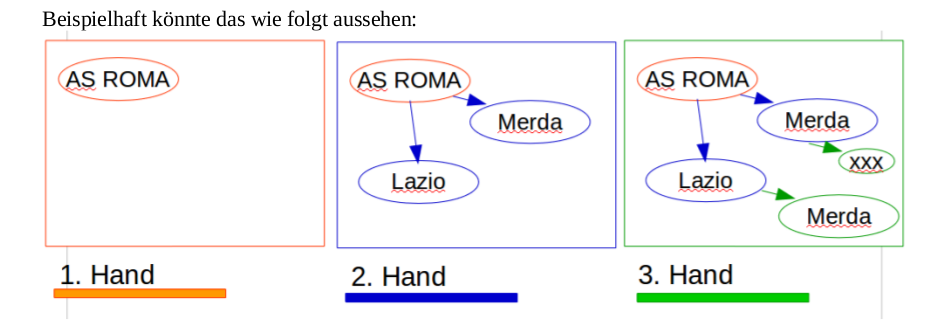 Beispielhaft könnte das wie folgt aussehen:
AS ROMA
1. Hand
AS ROMA
Merda
Lazio
2. Hand
AS ROMA
Merda
xxx
Lazio
Merda
3. Hand